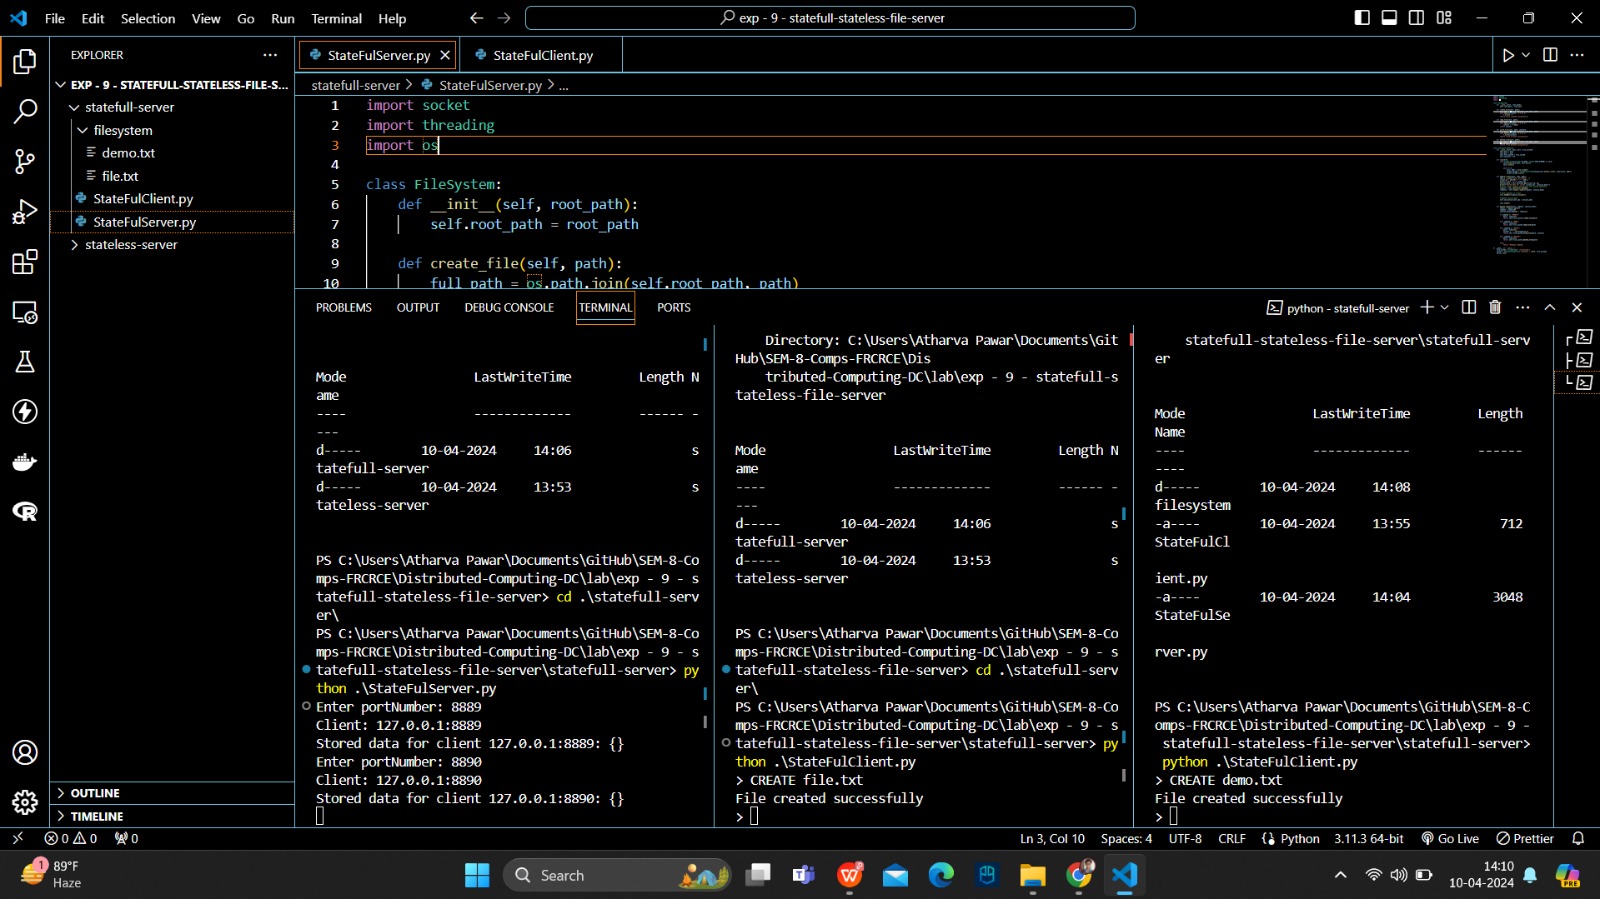 File Edit Selection View Go Run Terminal Help
exp - 9 - statefull-stateless-file-server
EXPLORER
EXP - 9 - STATEFULL-STATELESS-FILE-S...
statefull-server
filesystem
demo.txt
file.txt
StateFulClient.py
StateFulServer.py
stateless-server
OUTLINE
TIMELINE
StateFulServer.py
StateFulClient.py
statefull-server > StateFulServer.py > ...
1 import socket
2 import threading
3 import os
4
5 class FileSystem:
6 def __init__(self, root_path):
7 self.root_path = root_path
8
9 def create_file(self, path):
10 full_path = os.path.join(self.root_path, path)
PROBLEMS OUTPUT DEBUG CONSOLE TERMINAL PORTS
python - statefull-server
Mode LastWriteTime Length N
ame
---- ------------- ------ -
---
d----- 10-04-2024 14:06 s
tatefull-server
d----- 10-04-2024 13:53 s
tateless-server
PS C:\Users\Atharva Pawar\Documents\GitHub\SEM-8-Co
mps-FRCRCE\Distributed-Computing-DC\lab\exp - 9 - s
tatefull-stateless-file-server> cd .\statefull-serv
er\
PS C:\Users\Atharva Pawar\Documents\GitHub\SEM-8-Co
mps-FRCRCE\Distributed-Computing-DC\lab\exp - 9 - s
tatefull-stateless-file-server\statefull-server> py
thon .\StateFulServer.py
Enter portNumber: 8889
Client: 127.0.0.1:8889
Stored data for client 127.0.0.1:8889: {}
Enter portNumber: 8890
Client: 127.0.0.1:8890
Stored data for client 127.0.0.1:8890: {}
Directory: C:\Users\Atharva Pawar\Documents\Git
Hub\SEM-8-Comps-FRCRCE\Dis
tributed-Computing-DC\lab\exp - 9 - statefull-s
tateless-file-server
Mode LastWriteTime Length N
ame
---- ------------- ------ -
---
d----- 10-04-2024 14:06 s
tatefull-server
d----- 10-04-2024 13:53 s
tateless-server
PS C:\Users\Atharva Pawar\Documents\GitHub\SEM-8-Co
mps-FRCRCE\Distributed-Computing-DC\lab\exp - 9 - s
tatefull-stateless-file-server> cd .\statefull-serv
er\
PS C:\Users\Atharva Pawar\Documents\GitHub\SEM-8-Co
mps-FRCRCE\Distributed-Computing-DC\lab\exp - 9 - s
tatefull-stateless-file-server\statefull-server> py
thon .\StateFulClient.py
> CREATE file.txt
File created successfully
>
statefull-stateless-file-server\statefull-serv
er
Mode LastWriteTime Length
Name
---- ------------- ------
----
d----- 10-04-2024 14:08
filesystem
-a---- 10-04-2024 13:55 712
StateFulCl
ient.py
-a---- 10-04-2024 14:04 3048
StateFulSe
rver.py
PS C:\Users\Atharva Pawar\Documents\GitHub\SEM-8-C
omps-FRCRCE\Distributed-Computing-DC\lab\exp - 9 -
statefull-stateless-file-server\statefull-server>
python .\StateFulClient.py
> CREATE demo.txt
File created successfully
>
0 0 0
Ln 3, Col 10 Spaces: 4 UTF-8 CRLF Python 3.11.3 64-bit Go Live Prettier
1
89°F
Haze
Search
PRE
14:10
10-04-2024